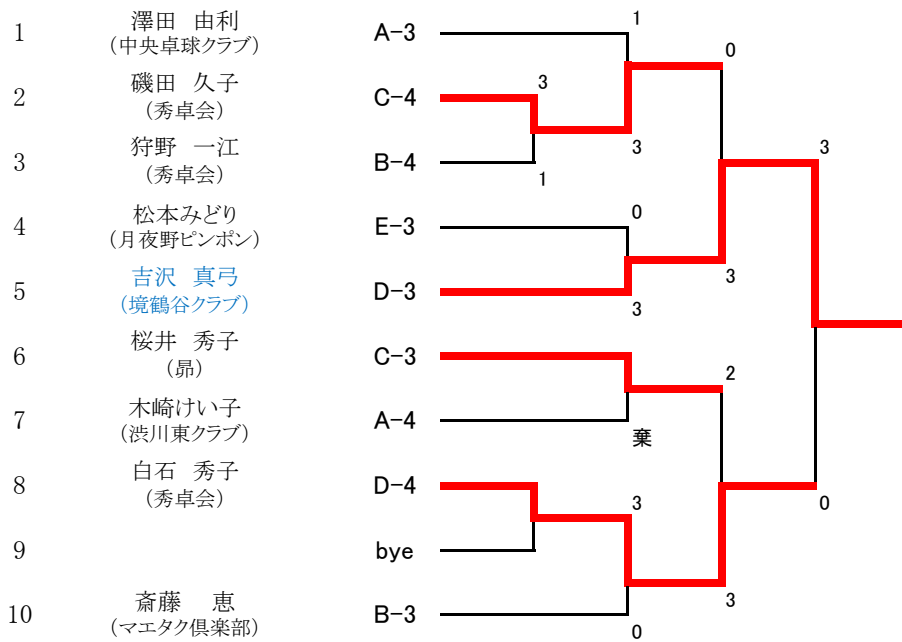 1
澤田　由利
（中央卓球クラブ）
A-3
1
0
2
磯田　久子
（秀卓会）
C-4
3
3
狩野　一江
（秀卓会）
B-4
1
3
3
4
松本みどり
（月夜野ピンポン）
E-3
0
5
吉沢　真弓
（境鶴谷クラブ）
D-3
3
3
6
桜井　秀子
（昴）
C-3
2
7
木崎けい子
（渋川東クラブ）
A-4
棄
8
白石　秀子
（秀卓会）
D-4
3
0
9
bye
10
斎藤　恵
（マエタク倶楽部）
B-3
0
3